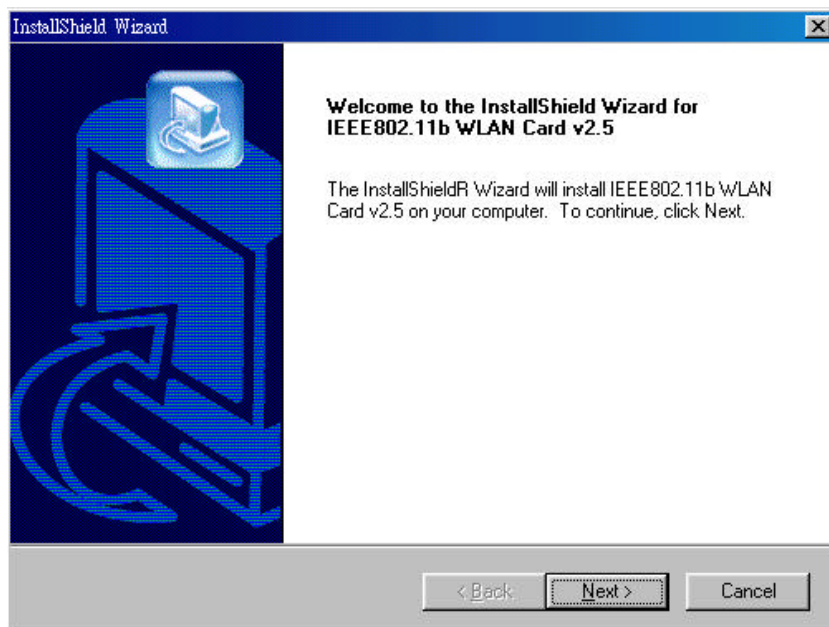 InstallShield Wizard
Welcome to the InstallShield Wizard for
IEEE802.11b WLAN Card v2.5
The InstallShieldR Wizard will install IEEE802.11b WLAN
Card v2.5 on your computer.  To continue, click Next.
< Back
Next >
Cancel